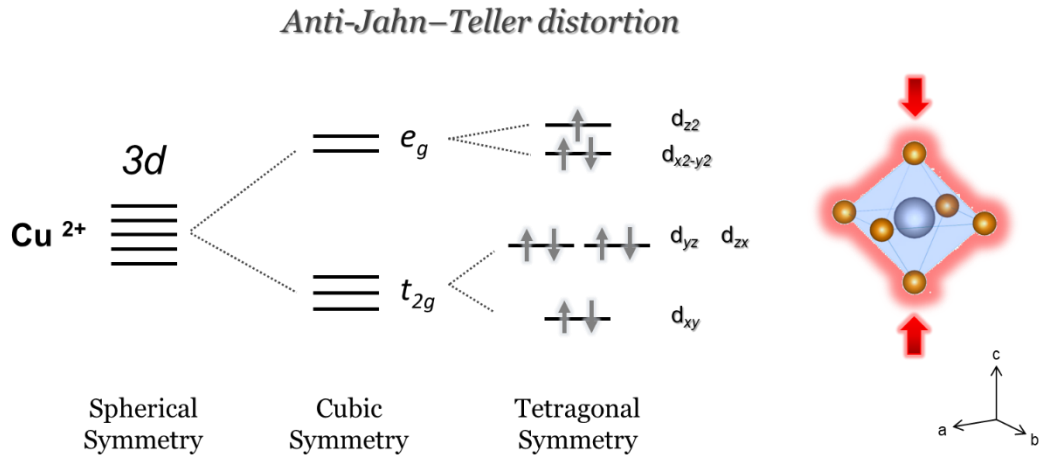 Anti-Jahn–Teller distortion
3d
Cu 2+
e_g
t_2g
d_z2
d_x2-y2
d_yz d_zx
d_xy
Spherical
Symmetry
Cubic
Symmetry
Tetragonal
Symmetry
c
a
b